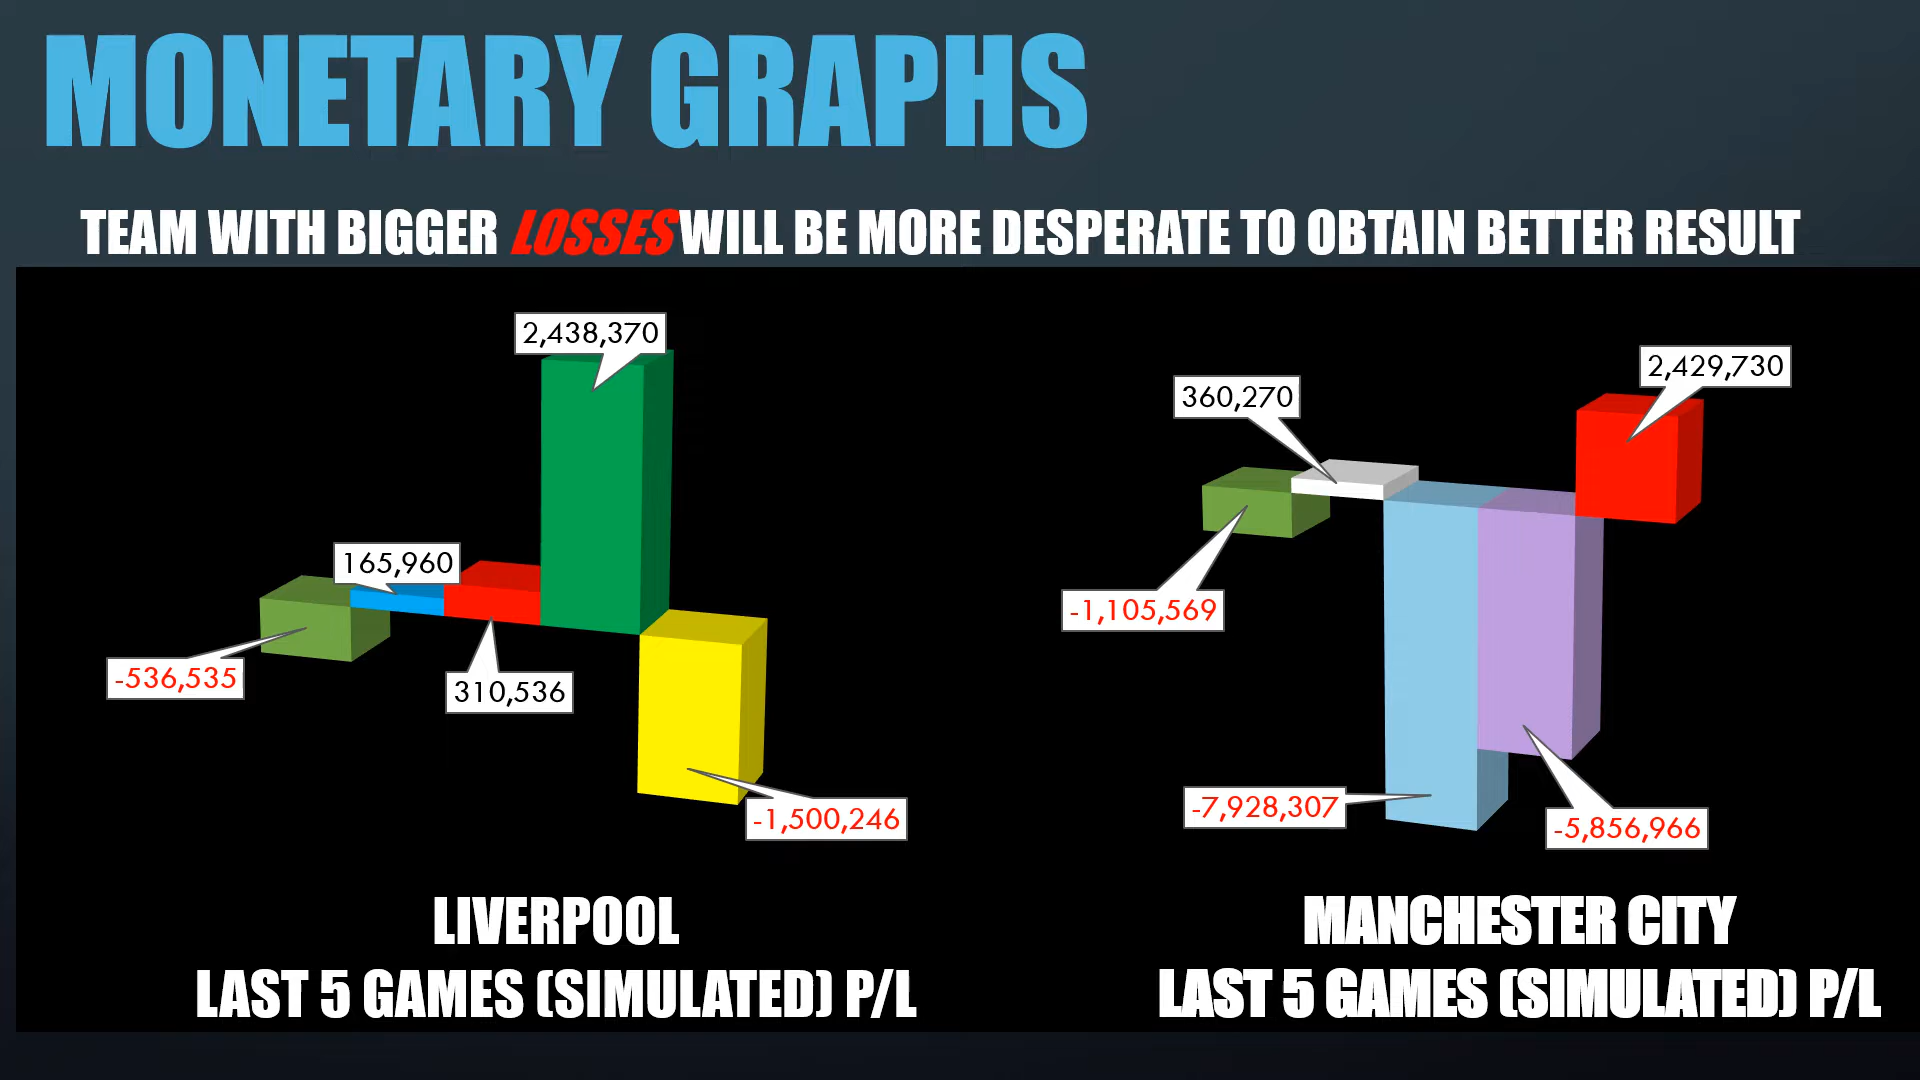 MONETARY GRAPHS
TEAM WITH BIGGER LOSSES WILL BE MORE DESPERATE TO OBTAIN BETTER RESULT
2,438,370
165,960
-536,535
310,536
-1,500,246
LIVERPOOL
LAST 5 GAMES (SIMULATED) P/L
2,429,730
360,270
-1,105,569
-7,928,307
-5,856,966
MANCHESTER CITY
LAST 5 GAMES (SIMULATED) P/L